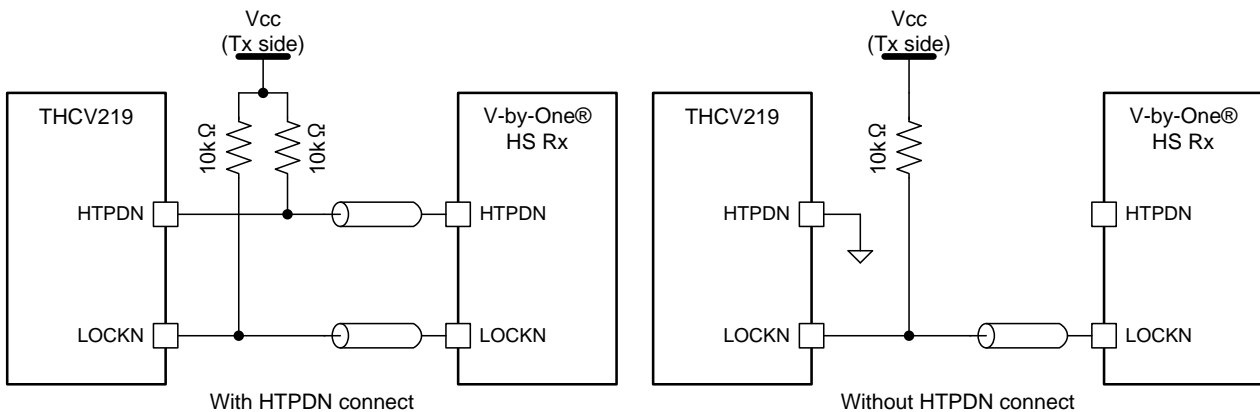 Vcc
(Tx side)
THCV219
10kΩ
10kΩ
V-by-One®
HS Rx
HTPDN
HTPDN
LOCKN
LOCKN
With HTPDN connect
Vcc
(Tx side)
THCV219
10kΩ
V-by-One®
HS Rx
HTPDN
HTPDN
LOCKN
LOCKN
Without HTPDN connect